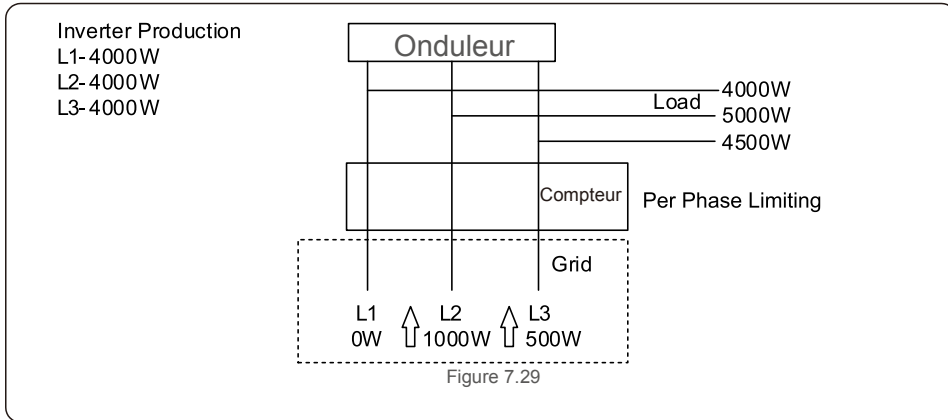 Inverter Production
L1-4000W
L2-4000W
L3-4000W
Onduleur
4000W
Load
5000W
4500W
Compteur
Per Phase Limiting
Grid
L1 L2 L3
0W 1000W 500W
Figure 7.29